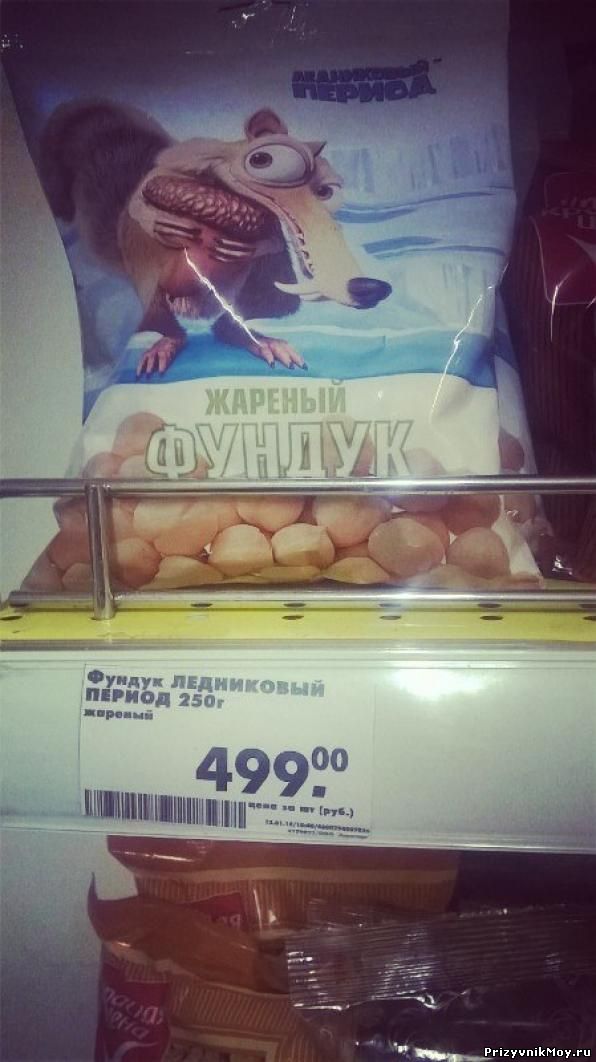 ЛЕДНИКОВЫЙ
ПЕРИОД
ЖАРЕНЫЙ
ФУНДУК
Фундук ЛЕДНИКОВЫЙ
ПЕРИОД 250г
жареный
499.00
цена за шт (руб.)
PrizyvnikMoy.ru